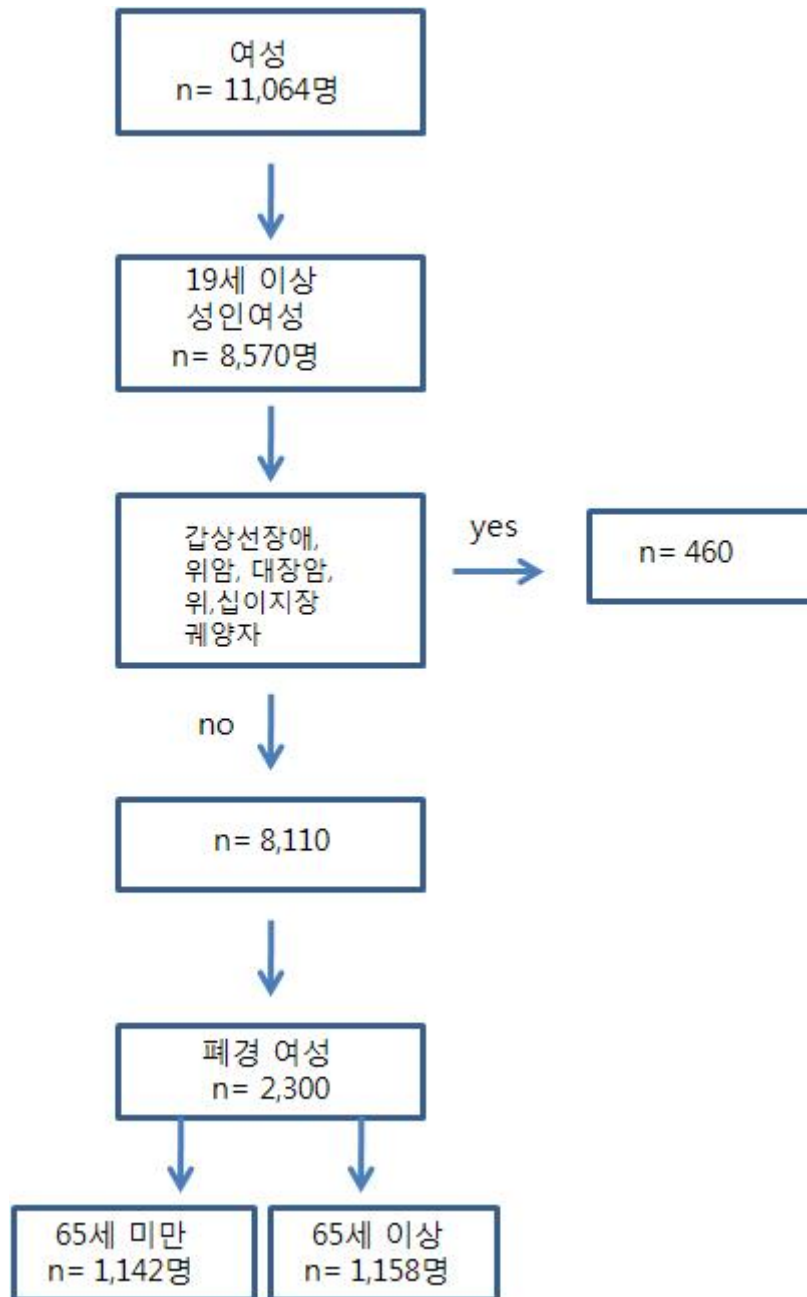 여성
n= 11,064명
19세 이상
성인여성
n= 8,570명
갑상선장애,
위암, 대장암,
위,십이지장
궤양자
yes
n= 460
no
n= 8,110
폐경 여성
n= 2,300
65세 미만
n= 1,142명
65세 이상
n= 1,158명